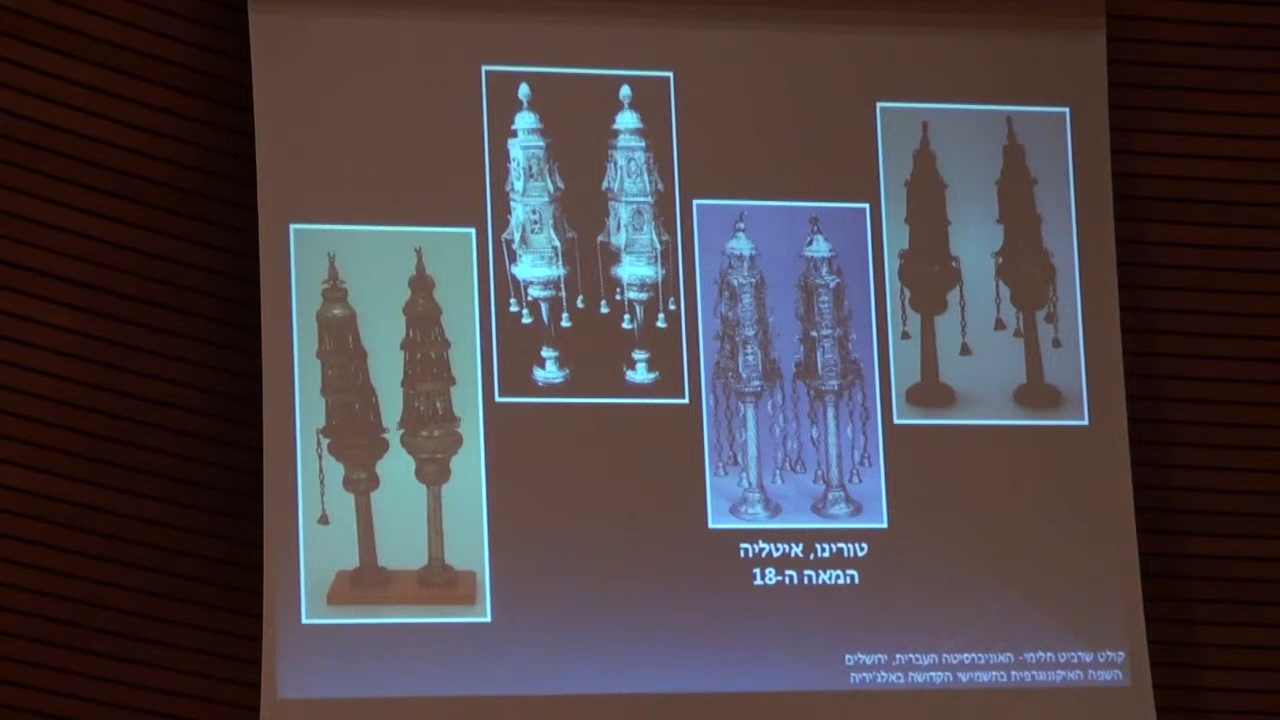 טורינו, איטליה
המאה ה-18
קולט שרביט חלימי- האוניברסיטה העברית, ירושלים
השפה האיקונוגרפית בתשמישי הקדושה באלג'יריה